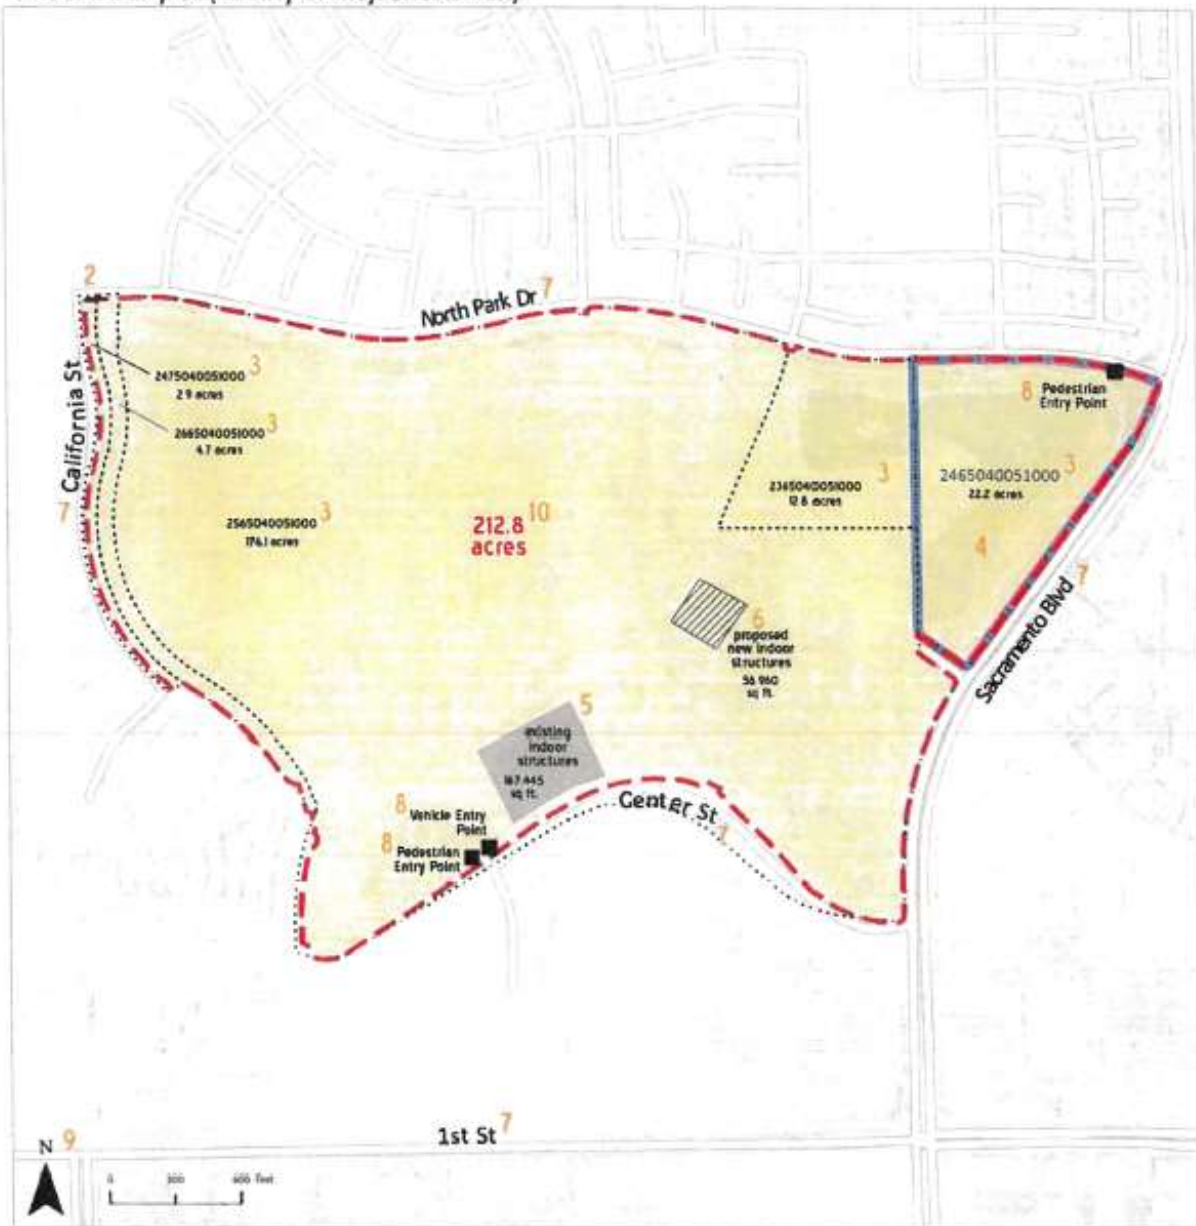 2
North Park Dr 7
California St
7
2475040051000 3
2.9 acres
2665040051000 3
4.7 acres
2565040051000 3
176.1 acres
212.8 10
acres
2365040051000 3
12.8 acres
8 Pedestrian
Entry Point
2465040051000 3
22.2 acres
4
Sacramento Blvd 7
6
proposed
new indoor
structures
56,960
sq ft.
5
existing
indoor
structures
167,445
sq ft.
8 Vehicle Entry
Point
8 Pedestrian
Entry Point
Center St
7
1st St 7
N 9
0 300 600 Feet